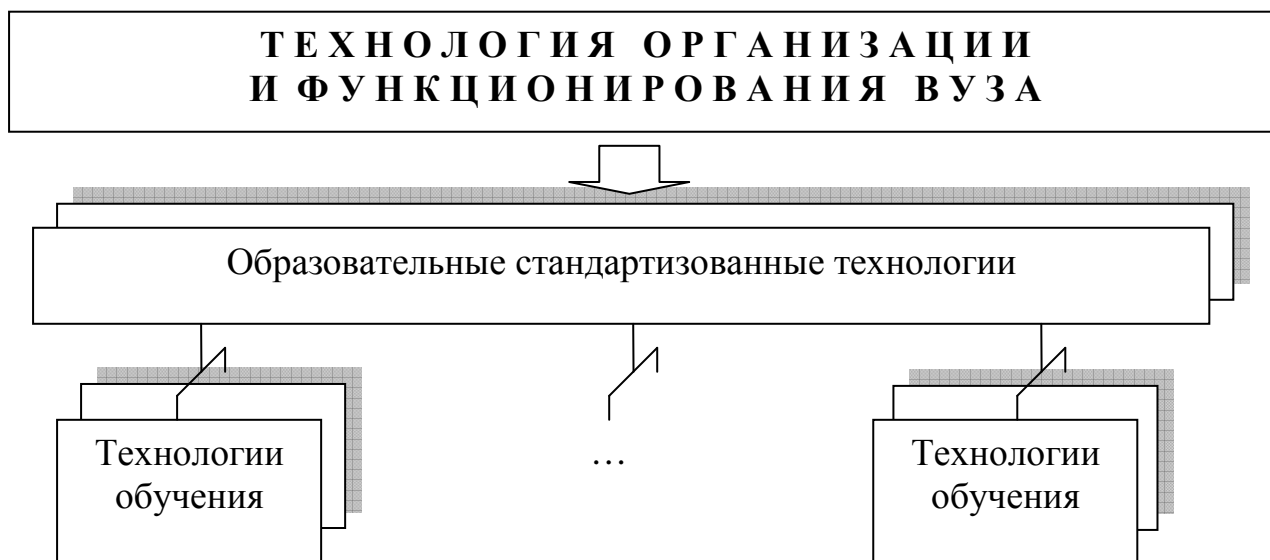 ТЕХНОЛОГИЯ ОРГАНИЗАЦИИ
И ФУНКЦИОНИРОВАНИЯ ВУЗА
Образовательные стандартизованные технологии
Технологии
обучения
…
Технологии
обучения